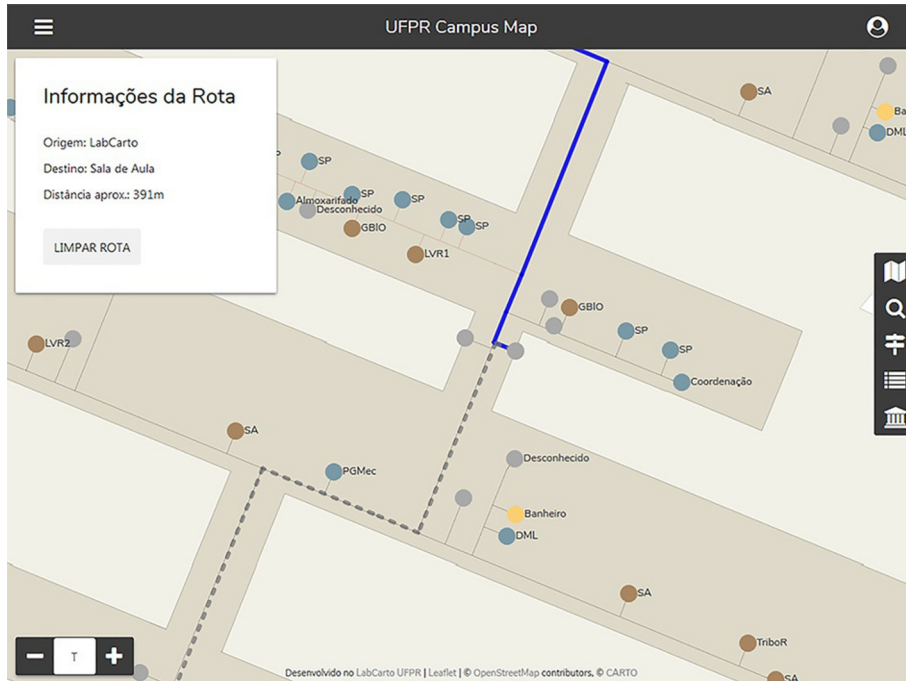 UFPR Campus Map
Informações da Rota
Origem: LabCarto
Destino: Sala de Aula
Distância aprox.: 391m
LIMPAR ROTA
SA
Ba
DML
P
SP
SP
SP
SP
SP
Almoxarifado
Desconhecido
GBIO
LVR1
GBIO
SP
SP
Coordenação
LVR2
SA
PGMec
Desconhecido
Banheiro
DML
SA
TriboR
SA
T
Desenvolvido no LabCarto UFPR | Leaflet | © OpenStreetMap contributors, © CARTO